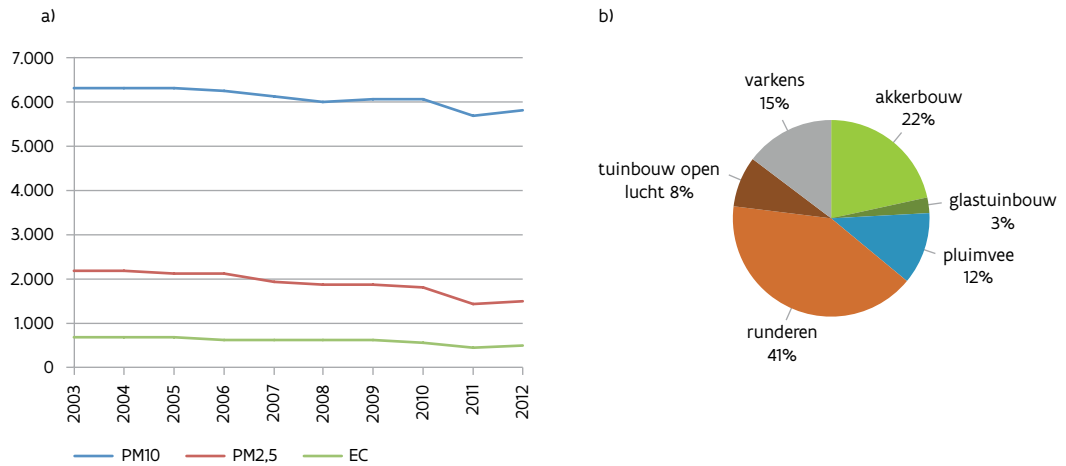 a)
7.000
6.000
5.000
4.000
3.000
2.000
1.000
0
2003
2004
2005
2006
2007
2008
2009
2010
2011
2012
PM10
PM2,5
EC
b)
varkens
15%
akkerbouw
22%
tuinbouw open
lucht 8%
glastuinbouw
3%
pluimvee
12%
runderen
41%